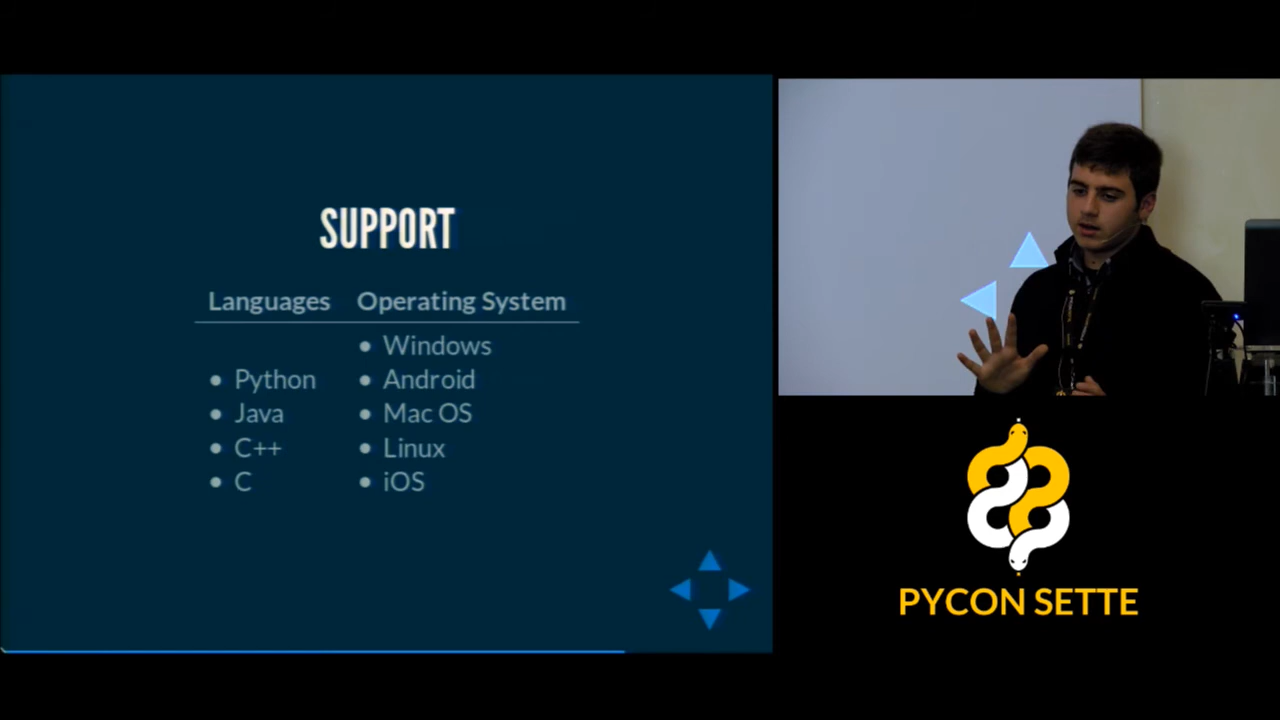 SUPPORT
Languages Operating System
• Windows
• Python • Android
• Java • Mac OS
• C++ • Linux
• C • iOS
PYCON SETTE